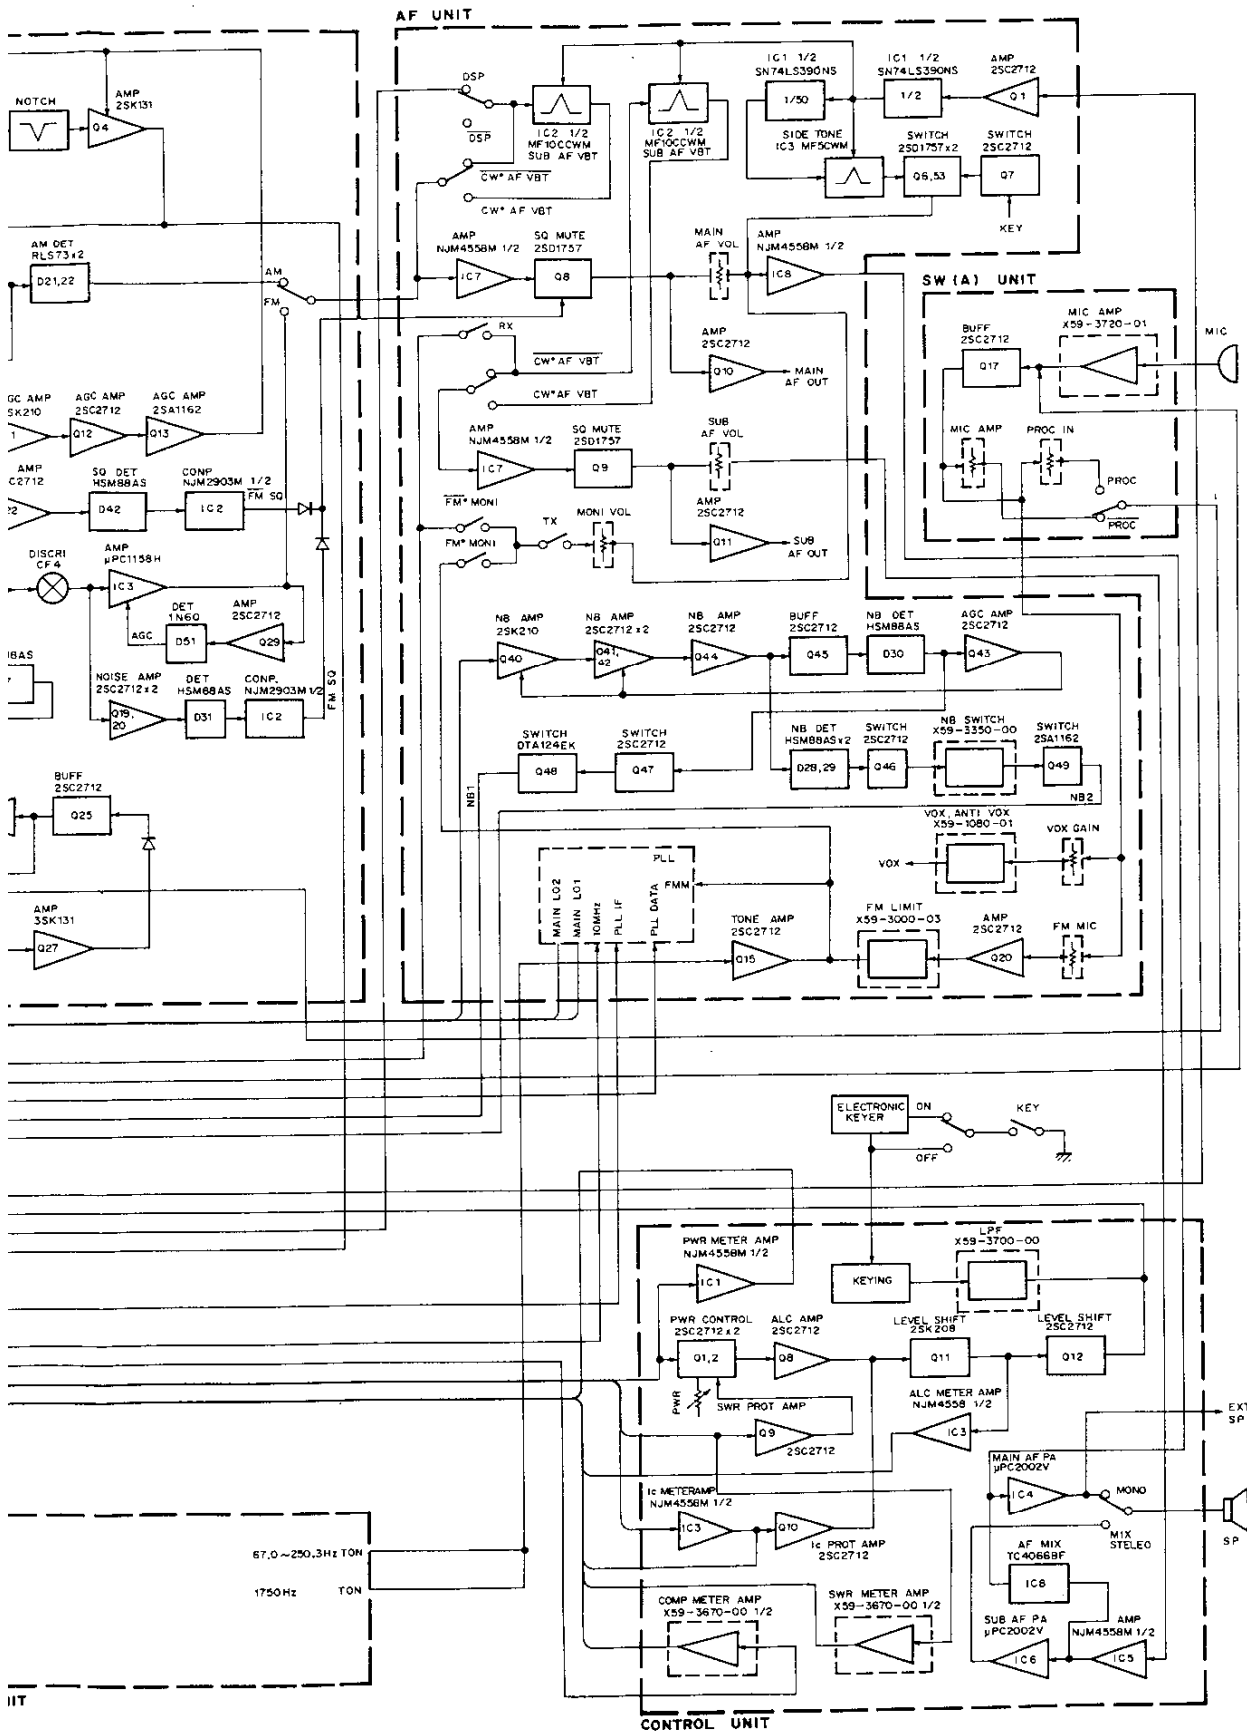 AF UNIT
NOTCH
AMP
2SK131
Q4
AM DET
RLS73x2
D21,22
AM
FM
AGC AMP
2SC2712
Q12
AGC AMP
2SA1162
Q13
AMP
SQ DET
HSM88AS
D42
CONP.
NJM2903M 1/2
IC2
FM SQ
DISCRI
CF4
AMP
μPC1158H
IC3
AGC
DET
1N60
D51
AMP
2SC2712
Q29
NOISE AMP
2SC2712x2
Q19,
20
DET
HSM88AS
D31
CONP.
NJM2903M 1/2
IC2
FM SQ
BUFF
2SC2712
Q25
AMP
3SK131
Q27
DSP
DSP
CW• AF VBT
CW• AF VBT
IC2 1/2
MF10CCWM
SUB AF VBT
IC2 1/2
MF10CCWM
SUB AF VBT
IC1 1/2
SN74LS390NS
1/50
IC1 1/2
SN74LS390NS
1/2
AMP
2SC2712
Q1
SIDE TONE
IC3 MF5CWM
SWITCH
2SD1757x2
Q6,53
SWITCH
2SC2712
Q7
KEY
AMP
NJM4558M 1/2
IC7
SQ MUTE
2SD1757
Q8
MAIN
AF VOL
AMP
NJM4558M 1/2
IC8
RX
CW• AF VBT
CW• AF VBT
AMP
2SC2712
Q10
MAIN
AF OUT
AMP
NJM4558M 1/2
IC7
SQ MUTE
2SD1757
Q9
SUB
AF VOL
FM• MONI
FM• MONI
TX
MONI VOL
AMP
2SC2712
Q11
SUB
AF OUT
SW (A) UNIT
MIC AMP
X59-3720-01
BUFF
2SC2712
Q17
MIC
MIC AMP
PROC IN
PROC
PROC
NB AMP
2SK210
Q40
NB AMP
2SC2712x2
Q41,
42
NB AMP
2SC2712
Q44
BUFF
2SC2712
Q45
NB DET
HSM88AS
D30
AGC AMP
2SC2712
Q43
SWITCH
DTA124EK
Q48
SWITCH
2SC2712
Q47
NB DET
HSM88ASx2
D28,29
SWITCH
2SC2712
Q46
NB SWITCH
X59-3350-00
SWITCH
2SA1162
Q49
NB1
NB2
VOX, ANTI VOX
X59-1080-01
VOX
VOX GAIN
PLL
FMM
MAIN LO2
MAIN LO1
10MHz
PLL IF
PLL DATA
TONE AMP
2SC2712
Q15
FM LIMIT
X59-3000-03
AMP
2SC2712
Q20
FM MIC
ELECTRONIC
KEYER
ON
OFF
KEY
PWR METER AMP
NJM4558M 1/2
IC1
KEYING
LPF
X59-3700-00
PWR CONTROL
2SC2712x2
Q1,2
PWR
ALC AMP
2SC2712
Q8
LEVEL SHIFT
2SK208
Q11
LEVEL SHIFT
2SC2712
Q12
SWR PROT AMP
Q9
2SC2712
ALC METER AMP
NJM4558 1/2
IC3
EXT
SP
MAIN AF PA
μPC2002V
IC4
MONO
MIX
STELEO
SP
Ic METERAMP
NJM4558M 1/2
IC3
Q10
Ic PROT AMP
2SC2712
AF MIX
TC4066BF
IC8
COMP METER AMP
X59-3670-00 1/2
SWR METER AMP
X59-3670-00 1/2
SUB AF PA
μPC2002V
IC6
AMP
NJM4558M 1/2
IC5
67.0~250.3Hz TON
1750Hz TON
CONTROL UNIT